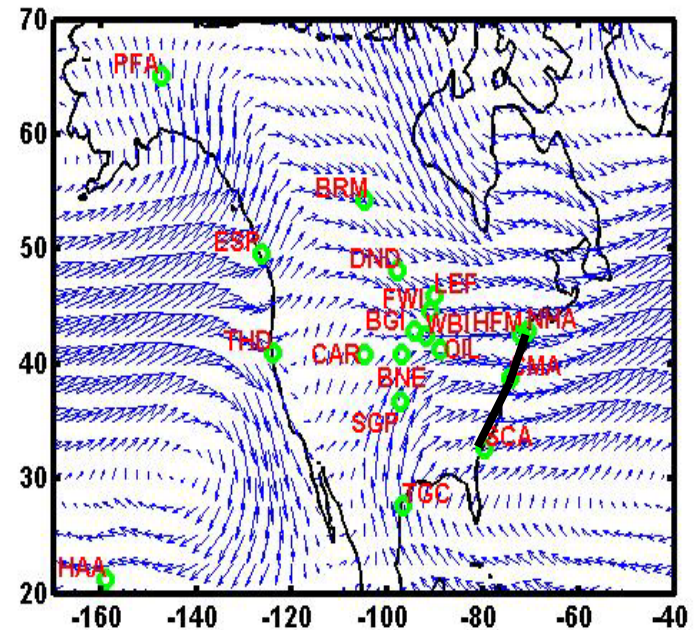 70
PFA
60
BRM
50
ESP
DND
LEF
FWI
BGI
WBI
HFM
NHA
THD
CAR
OIL
40
BNE
CMA
SGP
SCA
30
TGC
HAA
20
-160
-140
-120
-100
-80
-60
-40